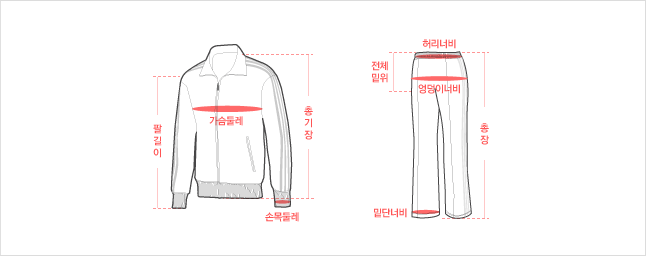 팔길이
가슴둘레
총기장
손목둘레
허리너비
전체
밑위
엉덩이너비
총장
밑단너비